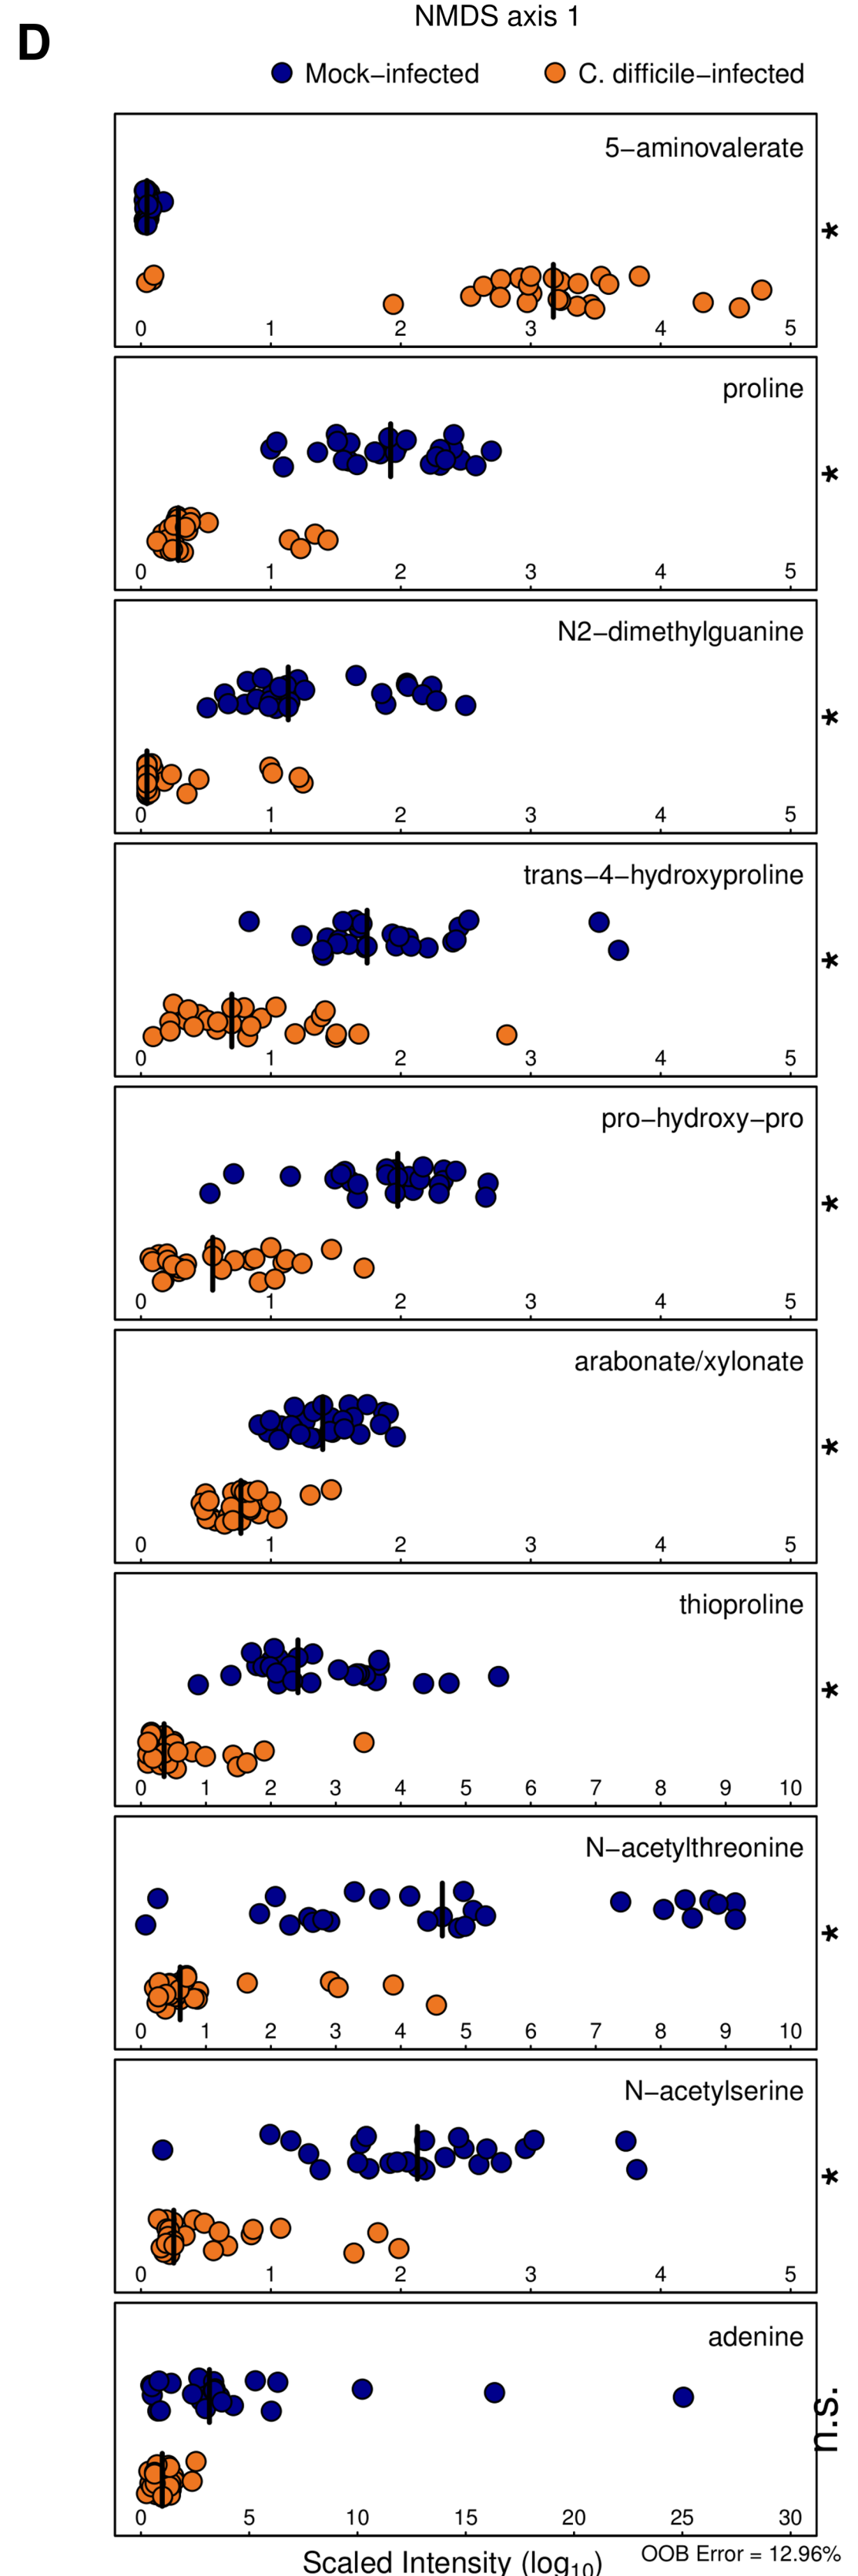 NMDS axis 1
D
Mock−infected C. difficile−infected
5−aminovalerate
*
0 1 2 3 4 5
proline
*
0 1 2 3 4 5
N2−dimethylguanine
*
0 1 2 3 4 5
trans−4−hydroxyproline
*
0 1 2 3 4 5
pro−hydroxy−pro
*
0 1 2 3 4 5
arabonate/xylonate
*
0 1 2 3 4 5
thioproline
*
0 1 2 3 4 5 6 7 8 9 10
N−acetylthreonine
*
0 1 2 3 4 5 6 7 8 9 10
N−acetylserine
*
0 1 2 3 4 5
adenine
n.s.
0 5 10 15 20 25 30
Scaled Intensity (log10) OOB Error = 12.96%